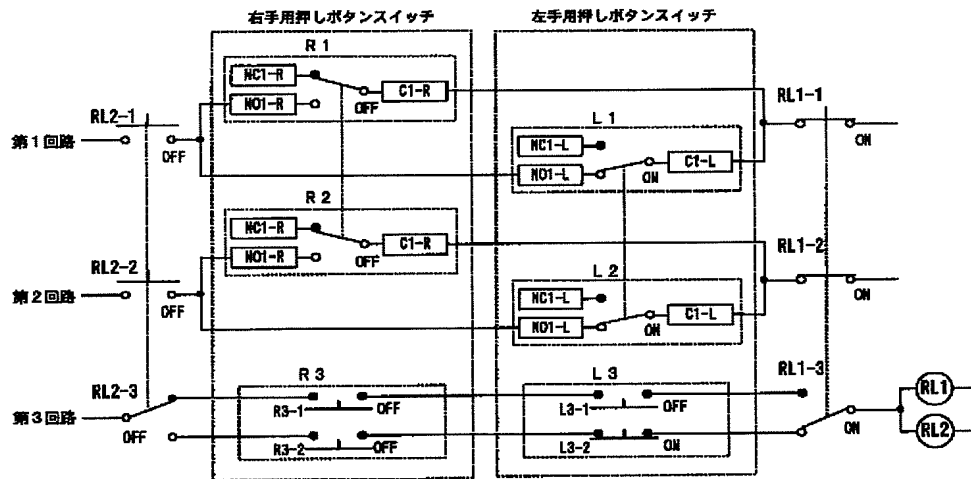 右手用押しボタンスイッチ
左手用押しボタンスイッチ
R1
NC1-R
NO1-R
C1-R
OFF
RL2-1
第1回路
OFF
RL1-1
ON
L1
NC1-L
NO1-L
C1-L
ON
R2
NC1-R
NO1-R
C1-R
OFF
RL2-2
第2回路
OFF
RL1-2
ON
L2
NC1-L
NO1-L
C1-L
ON
R3
L3
RL2-3
第3回路
OFF
R3-1
OFF
R3-2
OFF
L3-1
OFF
L3-2
ON
RL1-3
ON
RL1
RL2